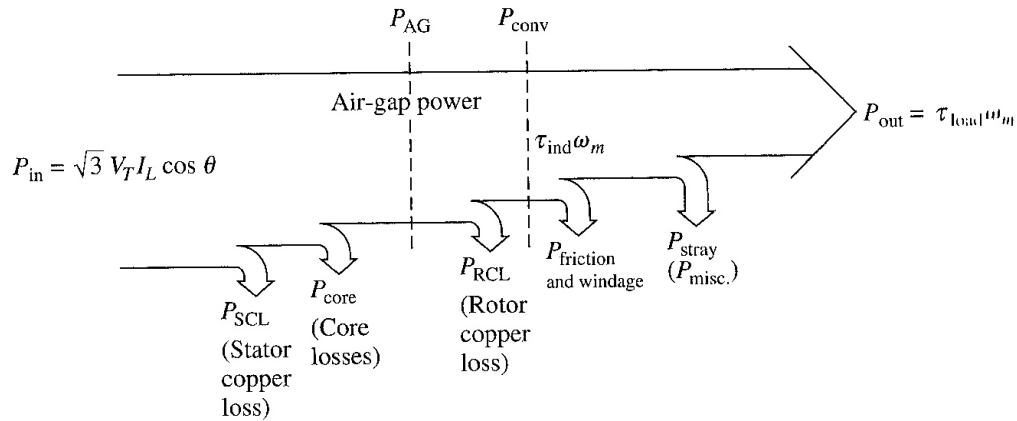 P_AG
P_conv
Air-gap power
P_out = τ_load ω_m
τ_ind ω_m
P_in = √3 V_T I_L cos θ
P_SCL
(Stator
copper
loss)
P_core
(Core
losses)
P_RCL
(Rotor
copper
loss)
P_friction
and windage
P_stray
(P_misc.)